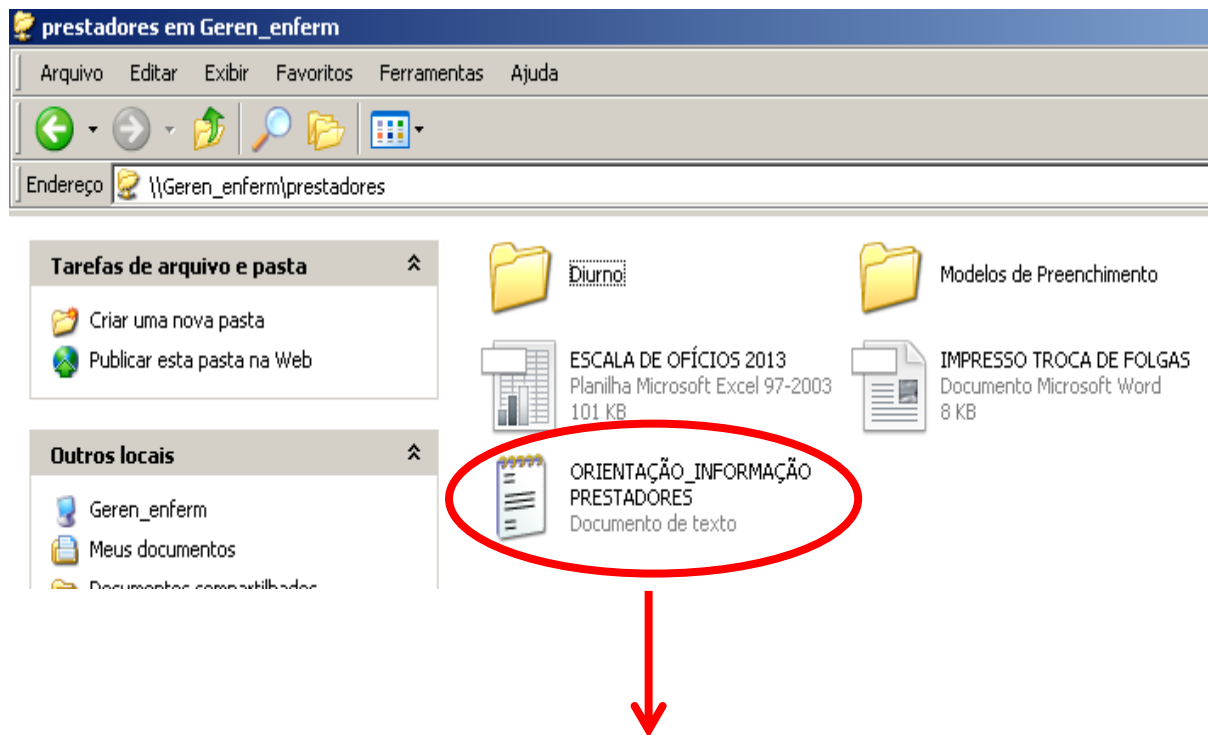 prestadores em Geren_enferm
Arquivo Editar Exibir Favoritos Ferramentas Ajuda
Endereço \\Geren_enferm\prestadores
Tarefas de arquivo e pasta
Criar uma nova pasta
Publicar esta pasta na Web
Outros locais
Geren_enferm
Meus documentos
Documentos compartilhados
Diurno
Modelos de Preenchimento
ESCALA DE OFÍCIOS 2013
Planilha Microsoft Excel 97-2003
101 KB
IMPRESSO TROCA DE FOLGAS
Documento Microsoft Word
8 KB
ORIENTAÇÃO_INFORMAÇÃO
PRESTADORES
Documento de texto